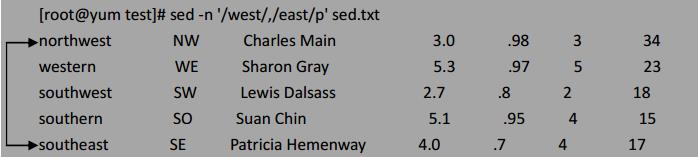 [root@yum test]# sed -n '/west/,/east/p' sed.txt
northwest NW Charles Main 3.0 .98 3 34
western WE Sharon Gray 5.3 .97 5 23
southwest SW Lewis Dalsass 2.7 .8 2 18
southern SO Suan Chin 5.1 .95 4 15
southeast SE Patricia Hemenway 4.0 .7 4 17